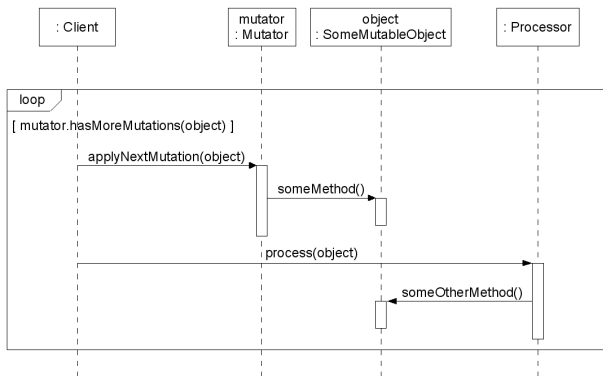 : Client
mutator
: Mutator
object
: SomeMutableObject
: Processor
loop
[ mutator.hasMoreMutations(object) ]
applyNextMutation(object)
someMethod()
process(object)
someOtherMethod()